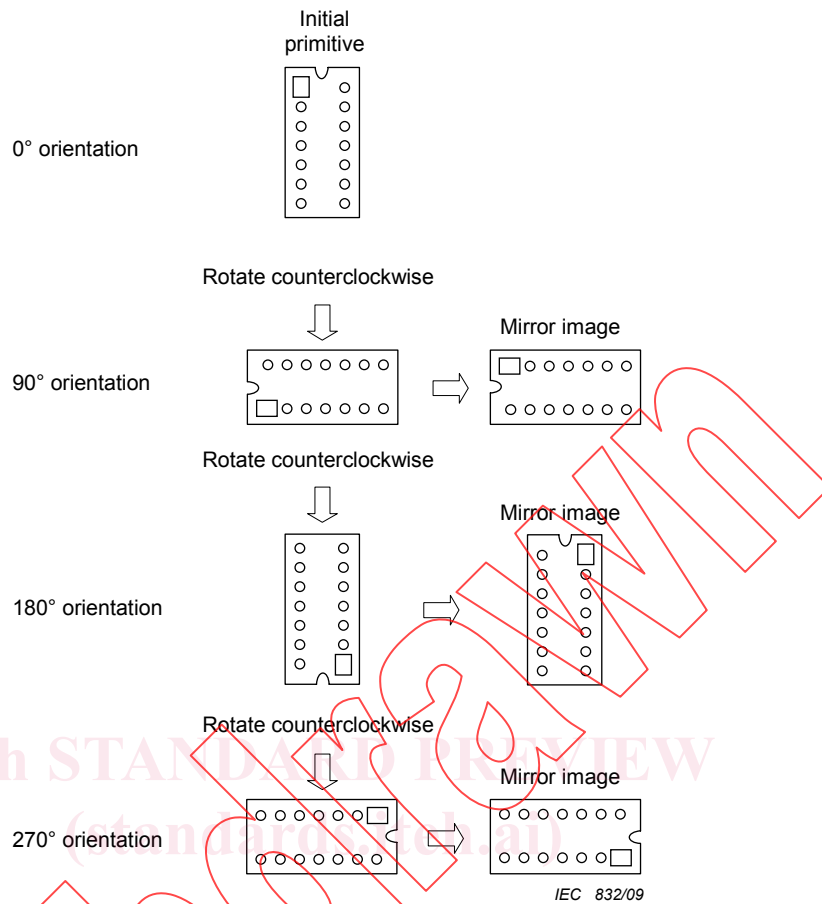 Initial
primitive
0° orientation
Rotate counterclockwise
Mirror image
90° orientation
Rotate counterclockwise
Mirror image
180° orientation
Rotate counterclockwise
h STANDARD PREVIEW
Mirror image
(standards.iteh.ai)
270° orientation
IEC 832/09